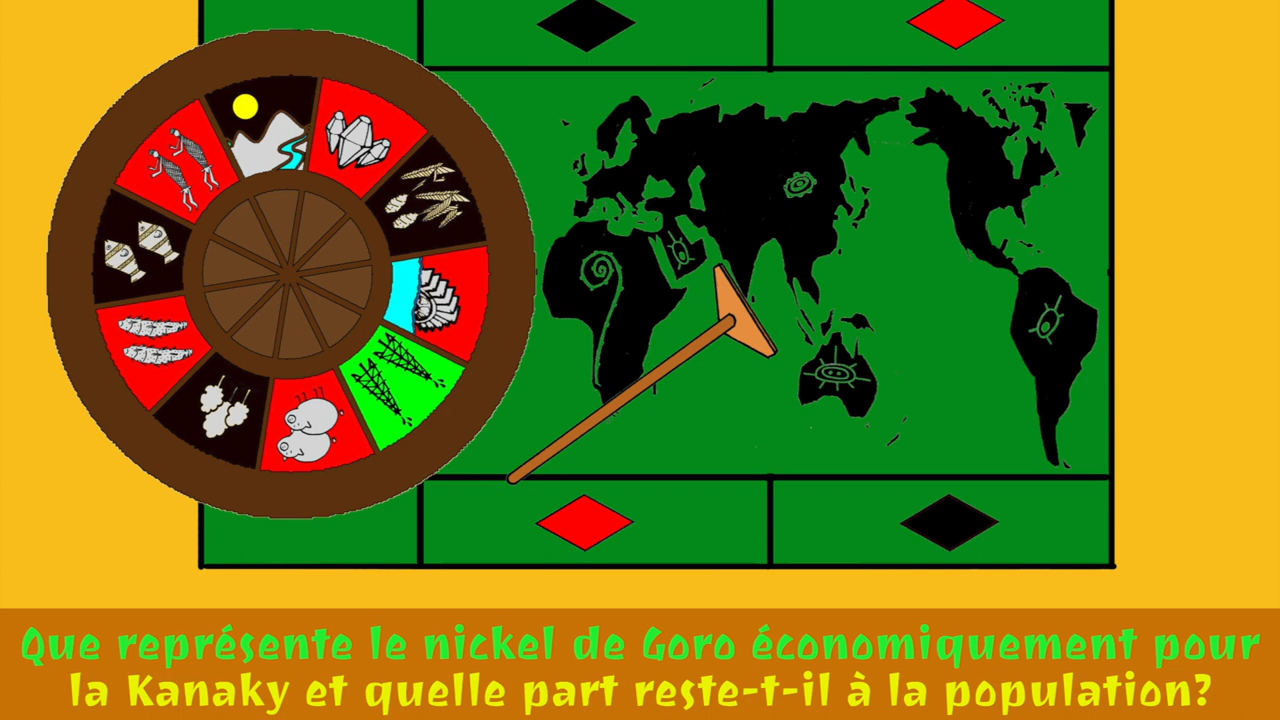 Que représente le nickel de Goro économiquement pour
la Kanaky et quelle part reste-t-il à la population?